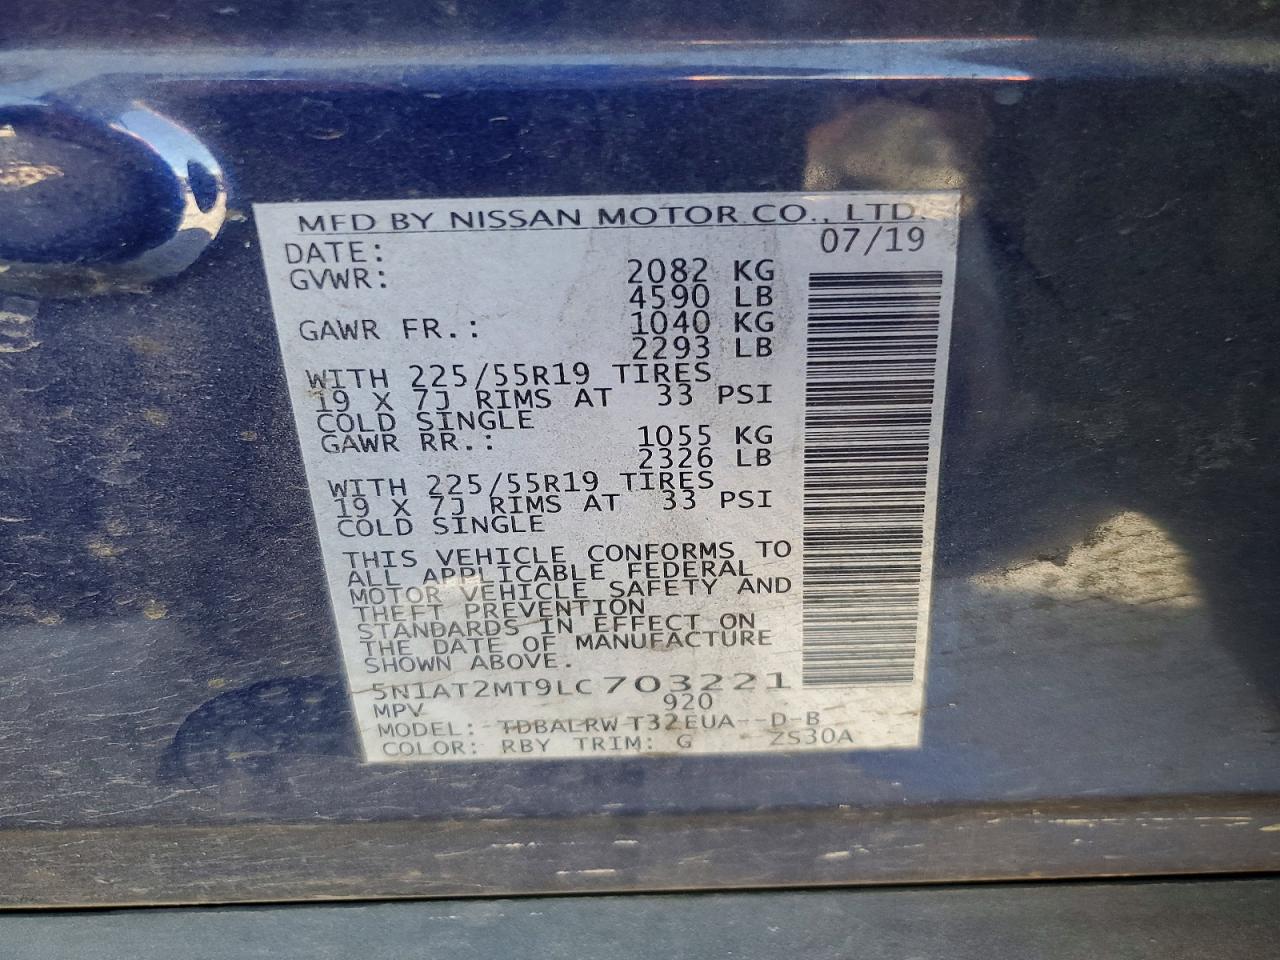 MFD BY NISSAN MOTOR CO., LTD.
DATE: 07/19
GVWR: 2082 KG
4590 LB
GAWR FR.: 1040 KG
2293 LB
WITH 225/55R19 TIRES
19 X 7J RIMS AT 33 PSI
COLD SINGLE
GAWR RR.: 1055 KG
2326 LB
WITH 225/55R19 TIRES
19 X 7J RIMS AT 33 PSI
COLD SINGLE
THIS VEHICLE CONFORMS TO
ALL APPLICABLE FEDERAL
MOTOR VEHICLE SAFETY AND
THEFT PREVENTION
STANDARDS IN EFFECT ON
THE DATE OF MANUFACTURE
SHOWN ABOVE.
5N1AT2MT9LC703221
MPV 920
MODEL: TDBALRW T32EUA--D-B
COLOR: RBY TRIM: G ZS30A